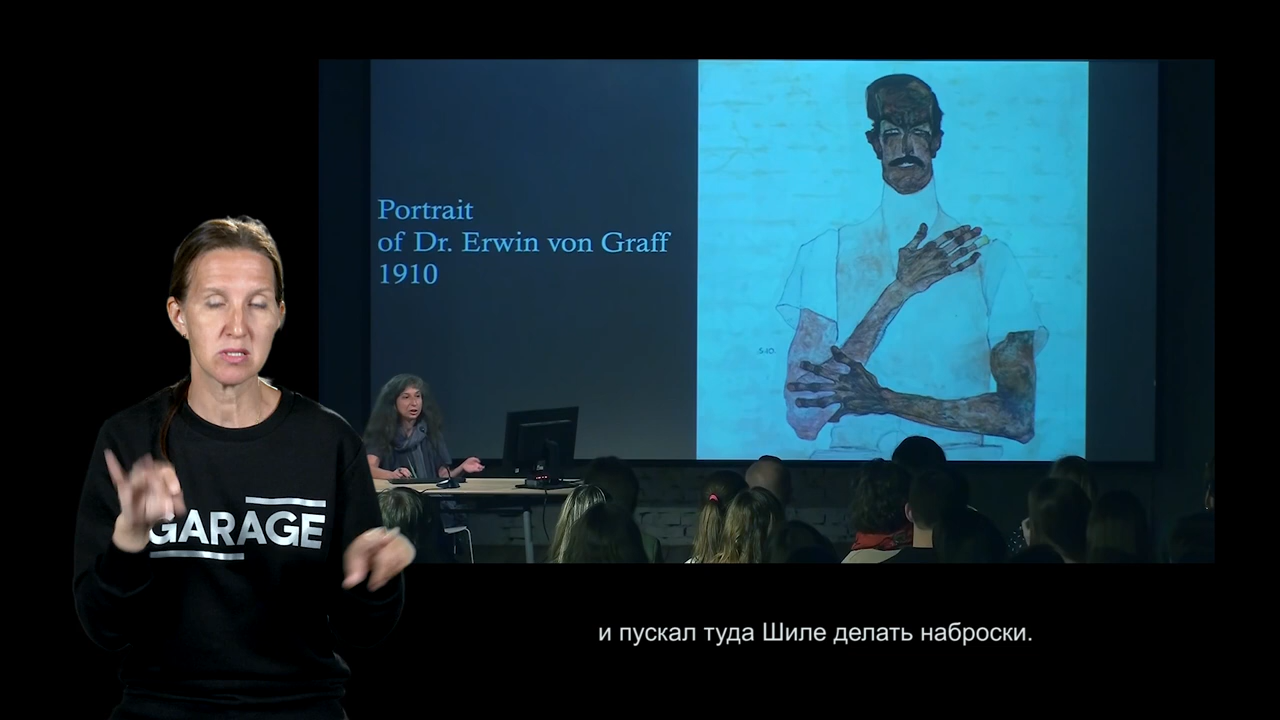 Portrait
of Dr. Erwin von Graff
1910
S.10.
GARAGE
и пускал туда Шиле делать наброски.